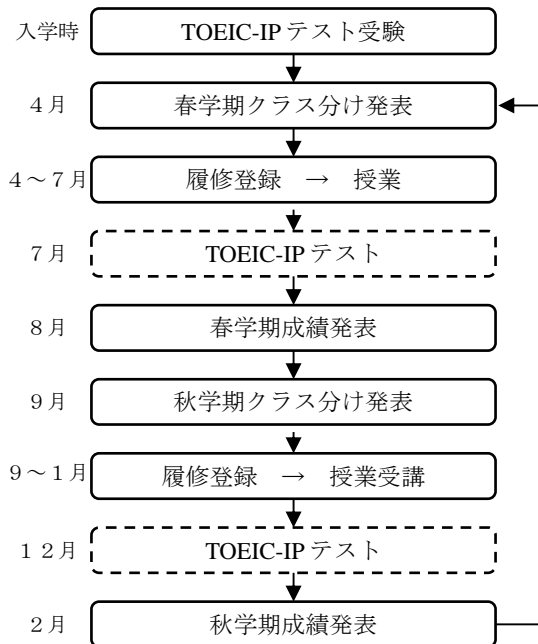 入学時 TOEIC-IPテスト受験
４月 春学期クラス分け発表
４～７月 履修登録 → 授業
７月 TOEIC-IPテスト
８月 春学期成績発表
９月 秋学期クラス分け発表
９～１月 履修登録 → 授業受講
１２月 TOEIC-IPテスト
２月 秋学期成績発表